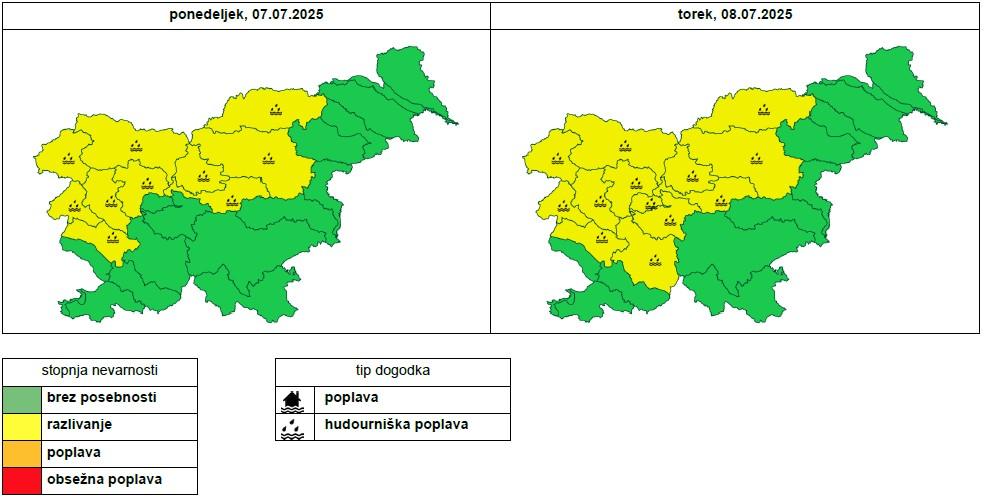 ponedeljek, 07.07.2025
torek, 08.07.2025
stopnja nevarnosti
brez posebnosti
razlivanje
poplava
obsežna poplava
tip dogodka
poplava
hudourniška poplava